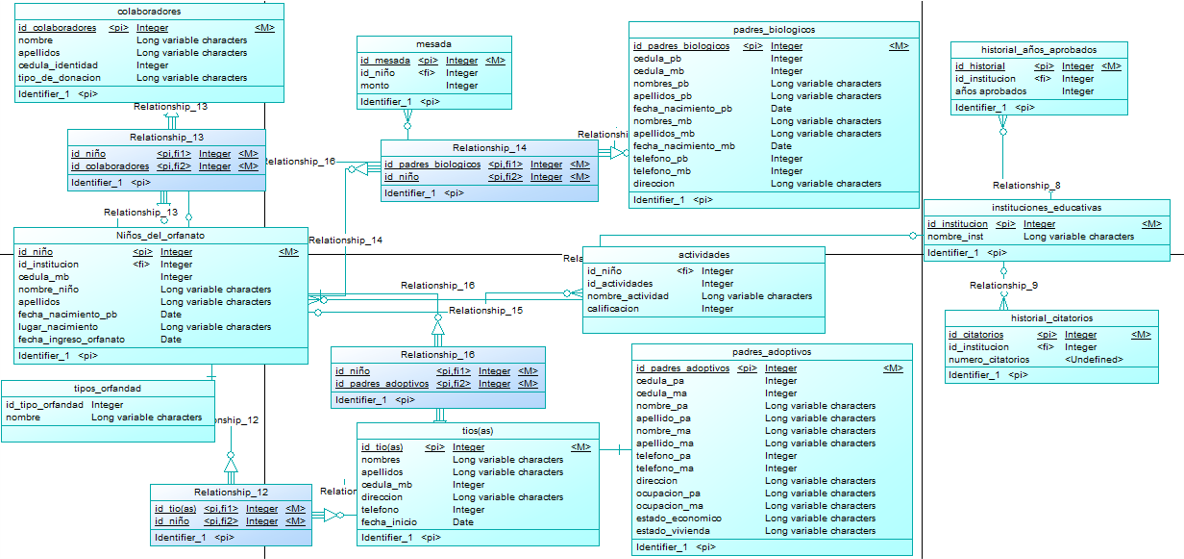 colaboradores
id_colaboradores <pi> Integer <M>
nombre Long variable characters
apellidos Long variable characters
cedula_identidad Integer
tipo_de_donacion Long variable characters
Identifier_1 <pi>
Relationship_13
Relationship_13
id_niño <pi,fi1> Integer <M>
id_colaboradores <pi,fi2> Integer <M>
Identifier_1 <pi>
Relationship_13
Niños_del_orfanato
id_niño <pi> Integer <M>
id_institucion <fi> Integer
cedula_mb Integer
nombre_niño Long variable characters
apellidos Long variable characters
fecha_nacimiento_pb Date
lugar_nacimiento Long variable characters
fecha_ingreso_orfanato Date
Identifier_1 <pi>
tipos_orfandad
id_tipo_orfandad Integer
nombre Long variable characters
nship_12
Relationship_12
id_tio(as) <pi,fi1> Integer <M>
id_niño <pi,fi2> Integer <M>
Identifier_1 <pi>
mesada
id_mesada <pi> Integer <M>
id_niño <fi> Integer
monto Integer
Identifier_1 <pi>
elationship_16
Relationship_14
id_padres_biologicos <pi,fi1> Integer <M>
id_niño <pi,fi2> Integer <M>
Identifier_1 <pi>
Relationshi
Relationship_14
Relationship_16
Relationship_15
Relationship_16
id_niño <pi,fi1> Integer <M>
id_padres_adoptivos <pi,fi2> Integer <M>
Identifier_1 <pi>
tios(as)
id_tio(as) <pi> Integer <M>
nombres Long variable characters
apellidos Long variable characters
cedula_mb Integer
direccion Long variable characters
telefono Integer
fecha_inicio Date
Identifier_1 <pi>
Relation
padres_biologicos
id_padres_biologicos <pi> Integer <M>
cedula_pb Integer
cedula_mb Integer
nombres_pb Long variable characters
apellidos_pb Long variable characters
fecha_nacimiento_pb Date
nombres_mb Long variable characters
apellidos_mb Long variable characters
fecha_nacimiento_mb Date
telefono_pb Integer
telefono_mb Integer
direccion Long variable characters
Identifier_1 <pi>
Rela
actividades
id_niño <fi> Integer
id_actividades Integer
nombre_actividad Long variable characters
calificacion Integer
padres_adoptivos
id_padres_adoptivos <pi> Integer <M>
cedula_pa Integer
cedula_ma Integer
nombre_pa Long variable characters
apellido_pa Long variable characters
nombre_ma Long variable characters
apellido_ma Long variable characters
telefono_pa Integer
telefono_ma Integer
direccion Long variable characters
ocupacion_pa Long variable characters
ocupacion_ma Long variable characters
estado_economico Long variable characters
estado_vivienda Long variable characters
Identifier_1 <pi>
historial_años_aprobados
id_historial <pi> Integer <M>
id_institucion <fi> Integer
años aprobados Integer
Identifier_1 <pi>
Relationship_8
instituciones_educativas
id_institucion <pi> Integer <M>
nombre_inst Long variable characters
Identifier_1 <pi>
Relationship_9
historial_citatorios
id_citatorios <pi> Integer <M>
id_institucion <fi> Integer
numero_citatorios <Undefined>
Identifier_1 <pi>